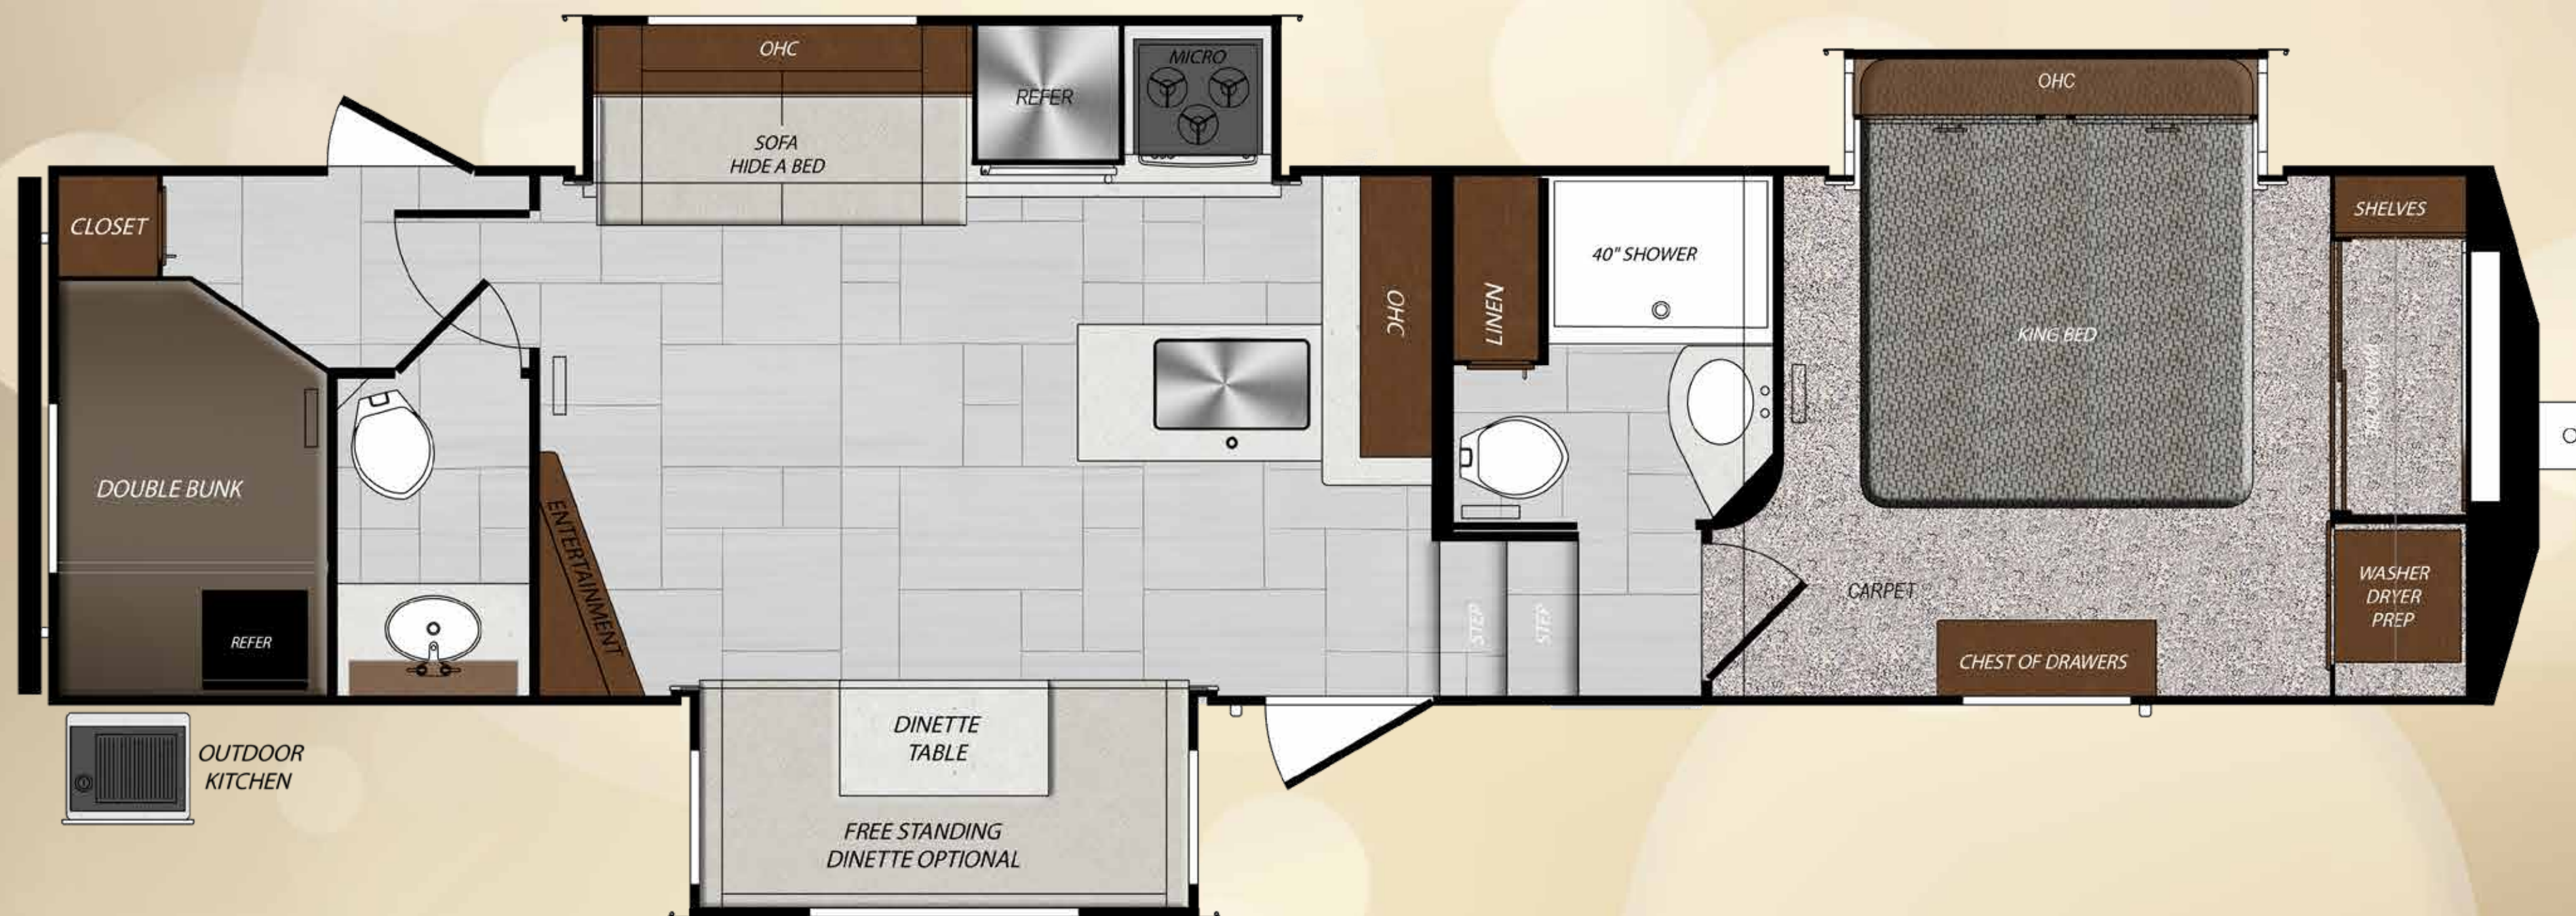 OHC
MICRO
REFER
SOFA
HIDE A BED
OHC
CLOSET
SHELVES
40" SHOWER
LINEN
OHC
KING BED
WARDROBE
DOUBLE BUNK
ENTERTAINMENT
STEP
STEP
CARPET
WASHER
DRYER
PREP
REFER
CHEST OF DRAWERS
DINETTE
TABLE
OUTDOOR
KITCHEN
FREE STANDING
DINETTE OPTIONAL